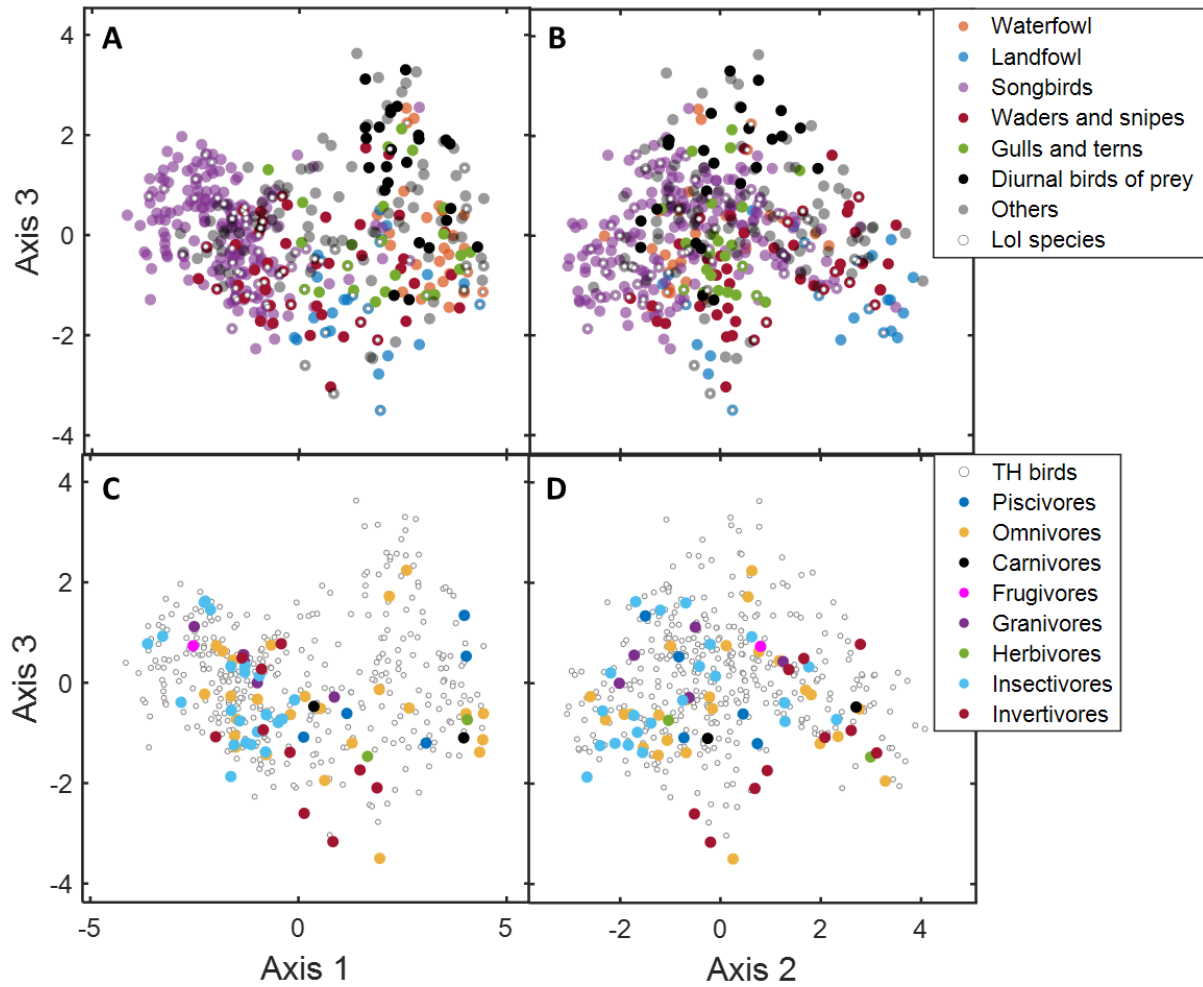 A
B
4
2
0
-2
-4
Axis 3
Waterfowl
Landfowl
Songbirds
Waders and snipes
Gulls and terns
Diurnal birds of prey
Others
LoI species
C
D
4
2
0
-2
-4
Axis 3
TH birds
Piscivores
Omnivores
Carnivores
Frugivores
Granivores
Herbivores
Insectivores
Invertivores
-5 0 5
-2 0 2 4
Axis 1
Axis 2